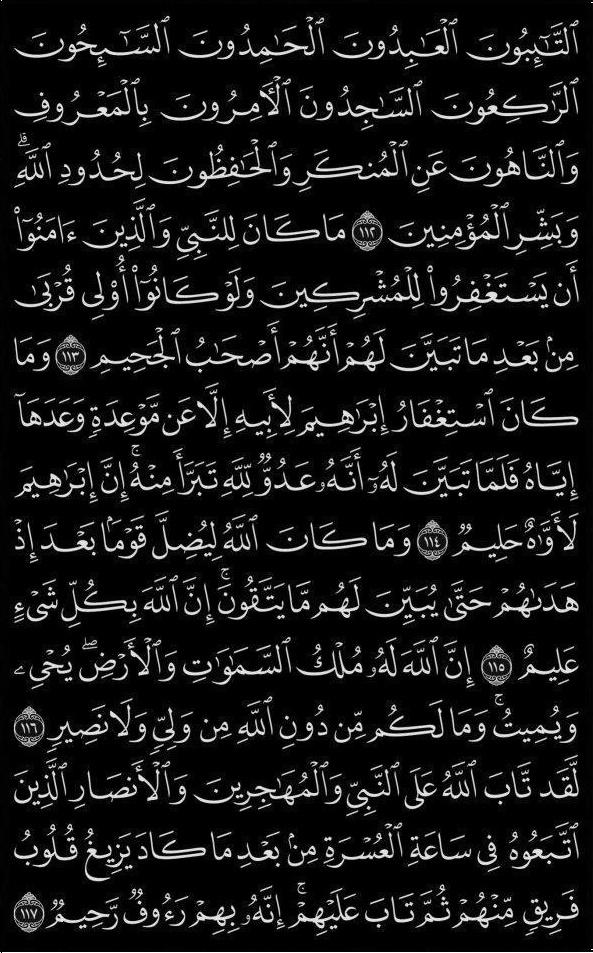 ٱلتَّـٰٓئِبُونَ ٱلْعَـٰبِدُونَ ٱلْحَـٰمِدُونَ ٱلسَّـٰٓئِحُونَ
ٱلرَّٰكِعُونَ ٱلسَّـٰجِدُونَ ٱلْـَٔامِرُونَ بِٱلْمَعْرُوفِ
وَٱلنَّاهُونَ عَنِ ٱلْمُنكَرِ وَٱلْحَـٰفِظُونَ لِحُدُودِ ٱللَّهِ ۗ
وَبَشِّرِ ٱلْمُؤْمِنِينَ ١١٢ مَا كَانَ لِلنَّبِىِّ وَٱلَّذِينَ ءَامَنُوٓا۟
أَن يَسْتَغْفِرُوا۟ لِلْمُشْرِكِينَ وَلَوْ كَانُوٓا۟ أُو۟لِى قُرْبَىٰ
مِنۢ بَعْدِ مَا تَبَيَّنَ لَهُمْ أَنَّهُمْ أَصْحَـٰبُ ٱلْجَحِيمِ ١١٣ وَمَا
كَانَ ٱسْتِغْفَارُ إِبْرَٰهِيمَ لِأَبِيهِ إِلَّا عَن مَّوْعِدَةٍ وَعَدَهَآ
إِيَّاهُ فَلَمَّا تَبَيَّنَ لَهُۥٓ أَنَّهُۥ عَدُوٌّ لِّلَّهِ تَبَرَّأَ مِنْهُ ۚ إِنَّ إِبْرَٰهِيمَ
لَأَوَّٰهٌ حَلِيمٌ ١١٤ وَمَا كَانَ ٱللَّهُ لِيُضِلَّ قَوْمًۢا بَعْدَ إِذْ
هَدَىٰهُمْ حَتَّىٰ يُبَيِّنَ لَهُم مَّا يَتَّقُونَ ۚ إِنَّ ٱللَّهَ بِكُلِّ شَىْءٍ
عَلِيمٌ ١١٥ إِنَّ ٱللَّهَ لَهُۥ مُلْكُ ٱلسَّمَـٰوَٰتِ وَٱلْأَرْضِ ۖ يُحْىِۦ
وَيُمِيتُ ۚ وَمَا لَكُم مِّن دُونِ ٱللَّهِ مِن وَلِىٍّ وَلَا نَصِيرٍ ١١٦
لَّقَد تَّابَ ٱللَّهُ عَلَى ٱلنَّبِىِّ وَٱلْمُهَـٰجِرِينَ وَٱلْأَنصَارِ ٱلَّذِينَ
ٱتَّبَعُوهُ فِى سَاعَةِ ٱلْعُسْرَةِ مِنۢ بَعْدِ مَا كَادَ يَزِيغُ قُلُوبُ
فَرِيقٍ مِّنْهُمْ ثُمَّ تَابَ عَلَيْهِمْ ۚ إِنَّهُۥ بِهِمْ رَءُوفٌ رَّحِيمٌ ١١٧